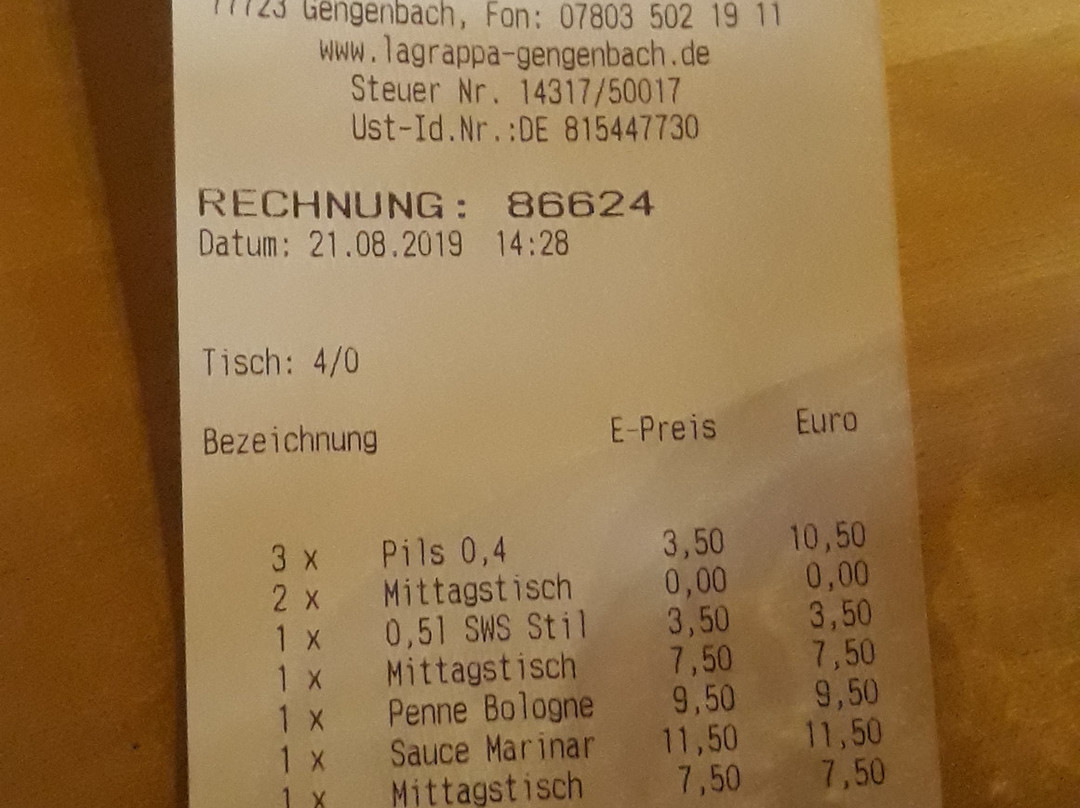 77723 Gengenbach, Fon: 07803 502 19 11
www.lagrappa-gengenbach.de
Steuer Nr. 14317/50017
Ust-Id.Nr.:DE 815447730
RECHNUNG: 86624
Datum: 21.08.2019 14:28
Tisch: 4/0
Bezeichnung E-Preis Euro
3 x Pils 0,4 3,50 10,50
2 x Mittagstisch 0,00 0,00
1 x 0,5l SWS Stil 3,50 3,50
1 x Mittagstisch 7,50 7,50
1 x Penne Bologne 9,50 9,50
1 x Sauce Marinar 11,50 11,50
1 x Mittagstisch 7,50 7,50